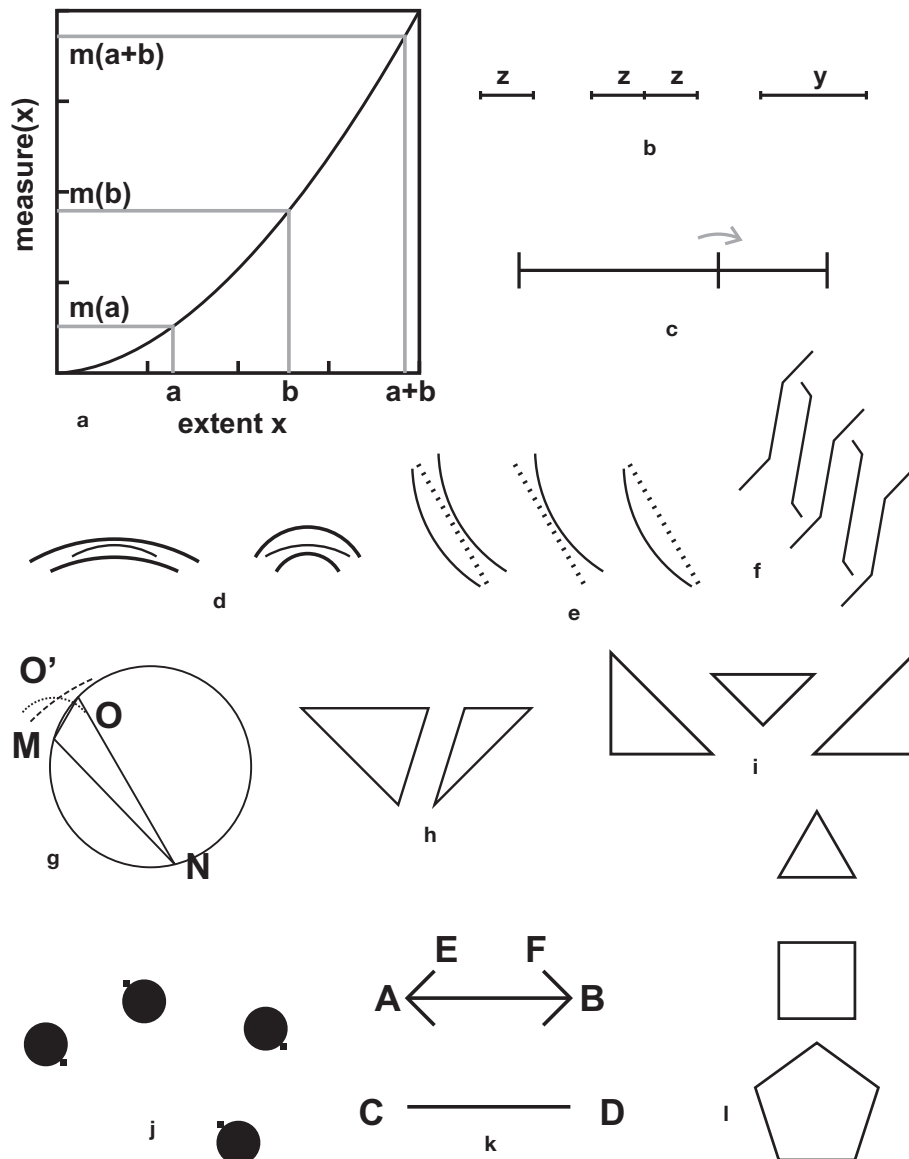 m(a+b)
m(b)
m(a)
measure(x)
a b a+b
extent x
a
z z z y
b
c
d
e
f
O’
O
M
N
g
h
i
j
E F
A B
C D
k
l